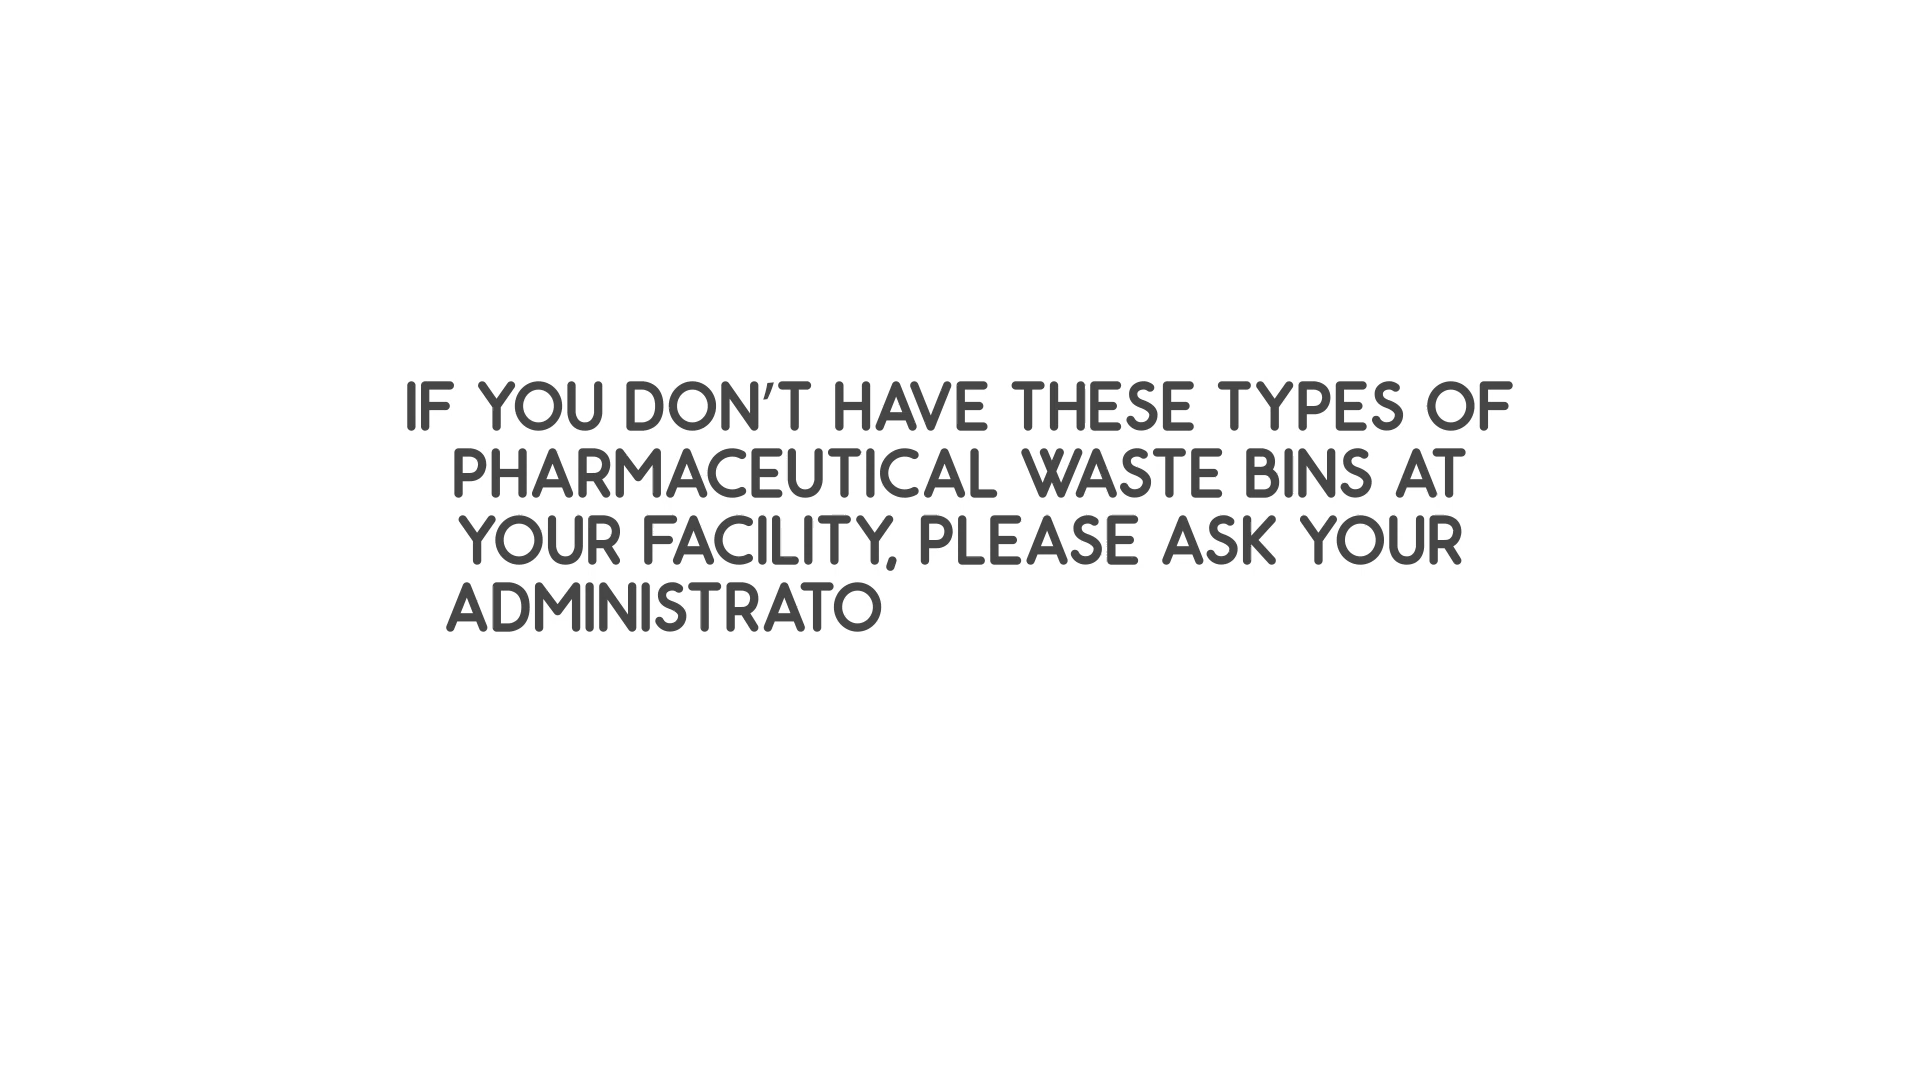 IF YOU DON'T HAVE THESE TYPES OF
PHARMACEUTICAL WASTE BINS AT
YOUR FACILITY, PLEASE ASK YOUR
ADMINISTRATO